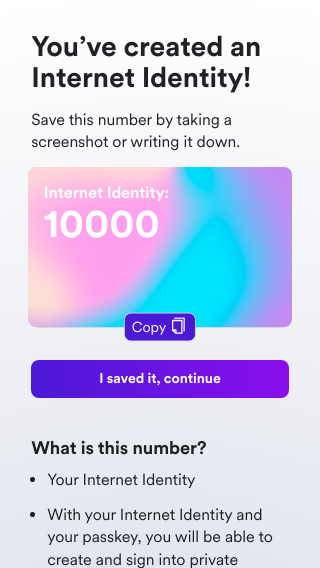 You’ve created an
Internet Identity!
Save this number by taking a
screenshot or writing it down.
Internet Identity:
10000
Copy
I saved it, continue
What is this number?
• Your Internet Identity
• With your Internet Identity and
your passkey, you will be able to
create and sign into private